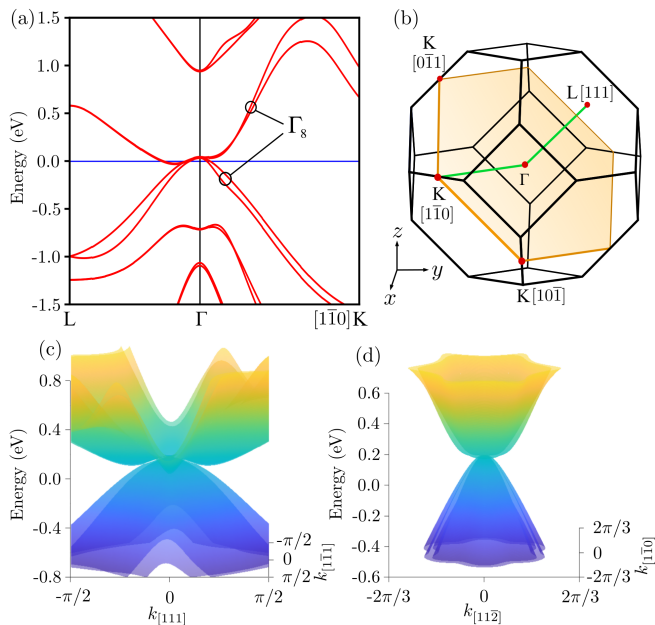 (a)
1.5
1.0
0.5
0.0
-0.5
-1.0
-1.5
Energy (eV)
Γ₈
L
Γ
[11̅0]K
(b)
K
[01̅1]
L[111]
Γ
K
[11̅0]
K[101̅]
z
y
x
(c)
0.8
0.4
0.0
-0.4
-0.8
Energy (eV)
-π/2
0
π/2
k[111]
-π/2
0
π/2
k[11̅1]
(d)
0.6
0.4
0.2
0.0
-0.2
-0.4
-0.6
Energy (eV)
-2π/3
0
2π/3
k[112̅]
2π/3
0
-2π/3
k[11̅0]